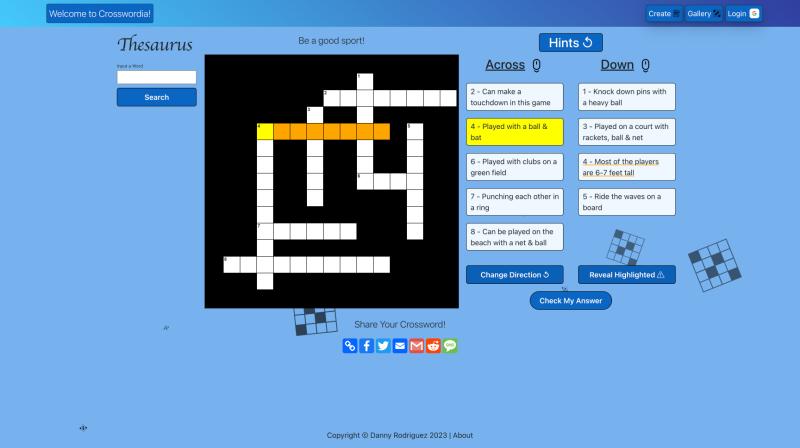 Welcome to Crosswordia!
Create
Gallery
Login
G
Thesaurus
Input a Word
Search
Be a good sport!
1
2
3
4
5
6
7
8
Hints
Across
Down
2 - Can make a
touchdown in this game
4 - Played with a ball &
bat
6 - Played with clubs on a
green field
7 - Punching each other in
a ring
8 - Can be played on the
beach with a net & ball
1 - Knock down pins with
a heavy ball
3 - Played on a court with
rackets, ball & net
4 - Most of the players
are 6-7 feet tall
5 - Ride the waves on a
board
Change Direction
Reveal Highlighted
Check My Answer
Share Your Crossword!
Copyright © Danny Rodriguez 2023 | About